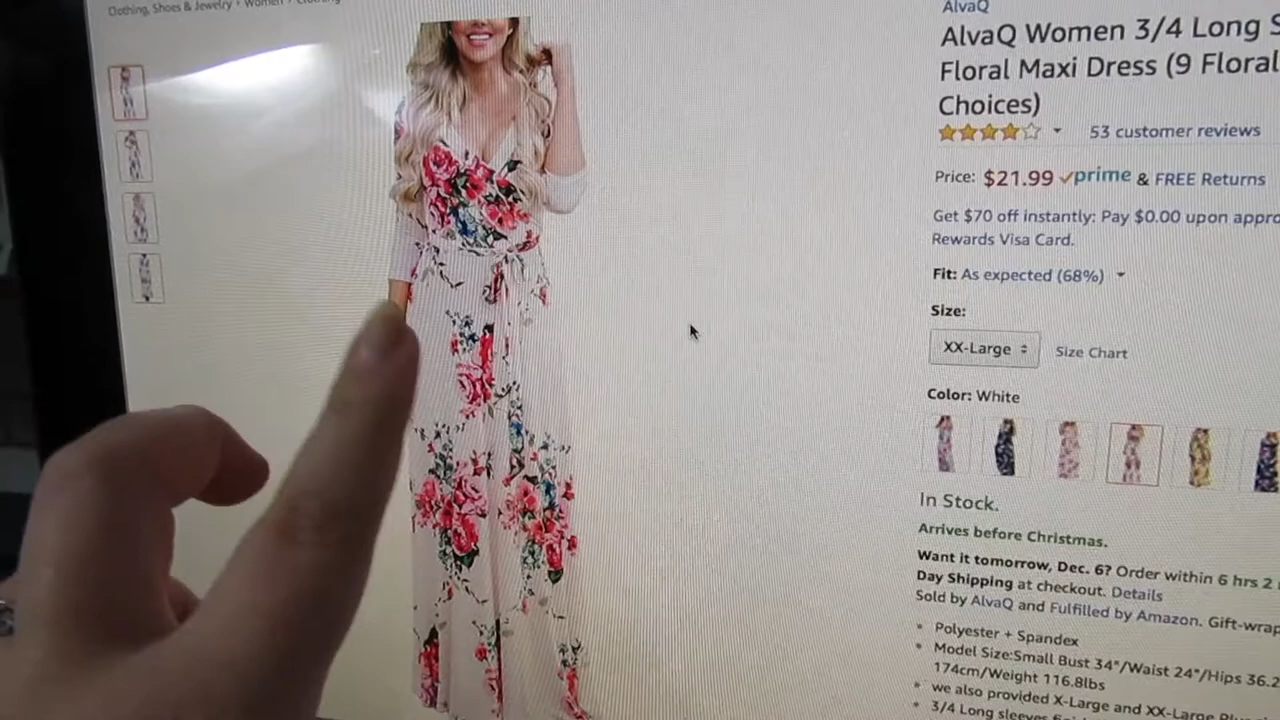 Clothing, Shoes & Jewelry › Women › Clothing
AlvaQ
AlvaQ Women 3/4 Long S
Floral Maxi Dress (9 Floral
Choices)
53 customer reviews
Price: $21.99 prime & FREE Returns
Get $70 off instantly: Pay $0.00 upon appro
Rewards Visa Card.
Fit: As expected (68%)
Size:
XX-Large Size Chart
Color: White
In Stock.
Arrives before Christmas.
Want it tomorrow, Dec. 6? Order within 6 hrs 2
Day Shipping at checkout. Details
Sold by AlvaQ and Fulfilled by Amazon. Gift-wrap
Polyester + Spandex
Model Size:Small Bust 34"/Waist 24"/Hips 36.2
174cm/Weight 116.8lbs
we also provided X-Large and XX-Large
3/4 Long sleeves